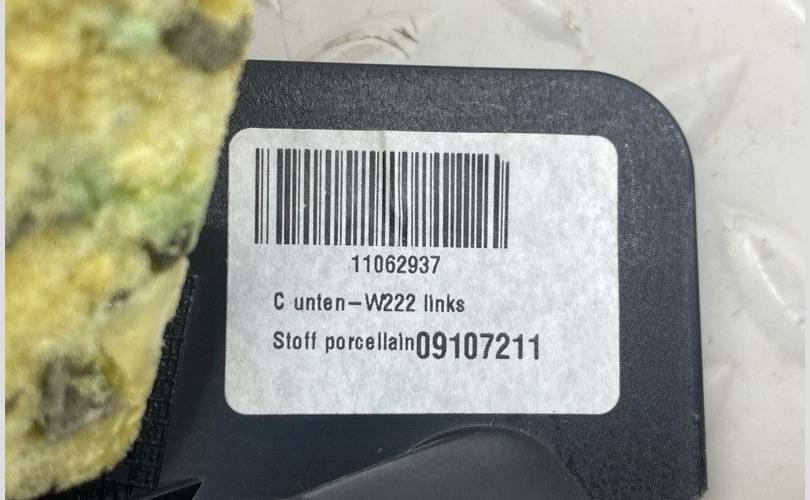 11062937
C unten-W222 links
Stoff porcellain09107211